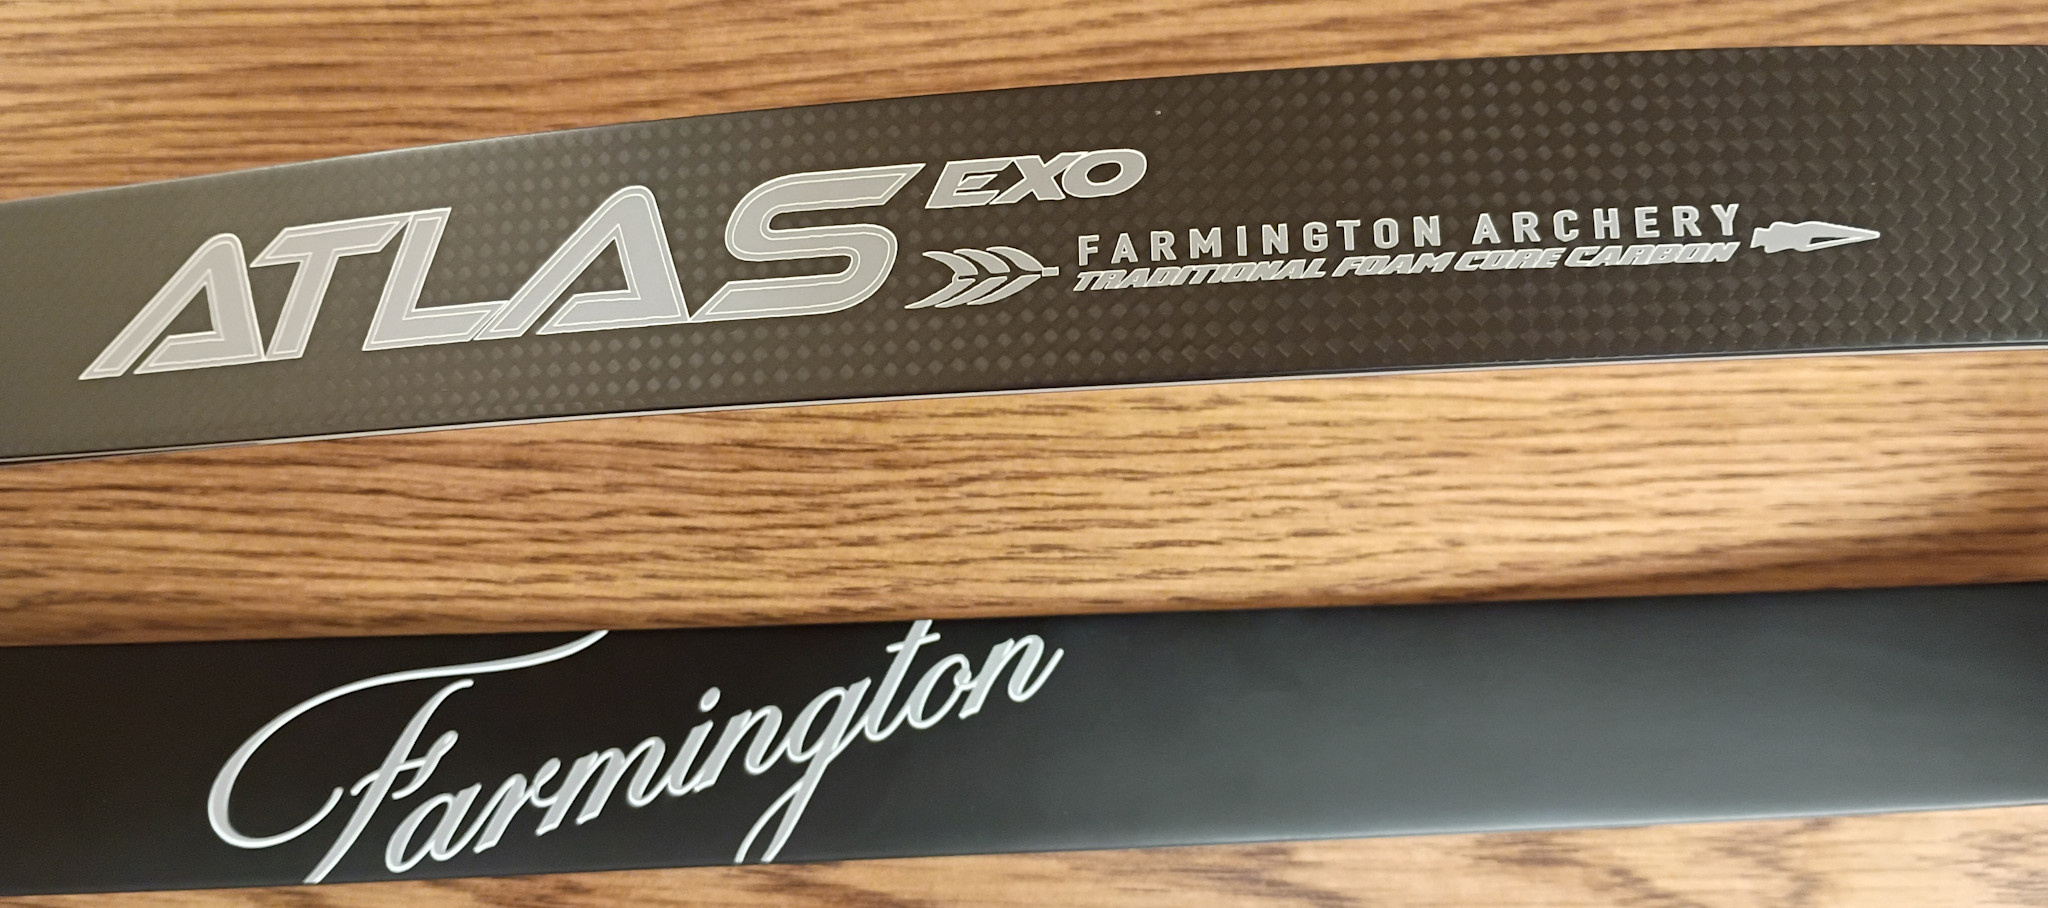 ATLAS EXO
FARMINGTON ARCHERY
TRADITIONAL FOAM CORE CARBON
Farmington